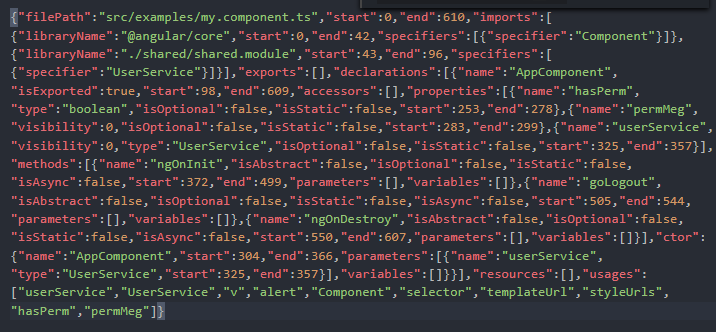 {"filePath":"src/examples/my.component.ts","start":0,"end":610,"imports":[
{"libraryName":"@angular/core","start":0,"end":42,"specifiers":[{"specifier":"Component"}]},
{"libraryName":"./shared/shared.module","start":43,"end":96,"specifiers":[
{"specifier":"UserService"}]}],"exports":[],"declarations":[{"name":"AppComponent",
"isExported":true,"start":98,"end":609,"accessors":[],"properties":[{"name":"hasPerm",
"type":"boolean","isOptional":false,"isStatic":false,"start":253,"end":278},{"name":"permMeg",
"visibility":0,"isOptional":false,"isStatic":false,"start":283,"end":299},{"name":"userService",
"visibility":0,"type":"UserService","isOptional":false,"isStatic":false,"start":325,"end":357}],
"methods":[{"name":"ngOnInit","isAbstract":false,"isOptional":false,"isStatic":false,
"isAsync":false,"start":372,"end":499,"parameters":[],"variables":[]},{"name":"goLogout",
"isAbstract":false,"isOptional":false,"isStatic":false,"isAsync":false,"start":505,"end":544,
"parameters":[],"variables":[]},{"name":"ngOnDestroy","isAbstract":false,"isOptional":false,
"isStatic":false,"isAsync":false,"start":550,"end":607,"parameters":[],"variables":[]}],"ctor":
{"name":"AppComponent","start":304,"end":366,"parameters":[{"name":"userService",
"type":"UserService","start":325,"end":357}],"variables":[]}}],"resources":[],"usages":
["userService","UserService","v","alert","Component","selector","templateUrl","styleUrls",
"hasPerm","permMeg"]}